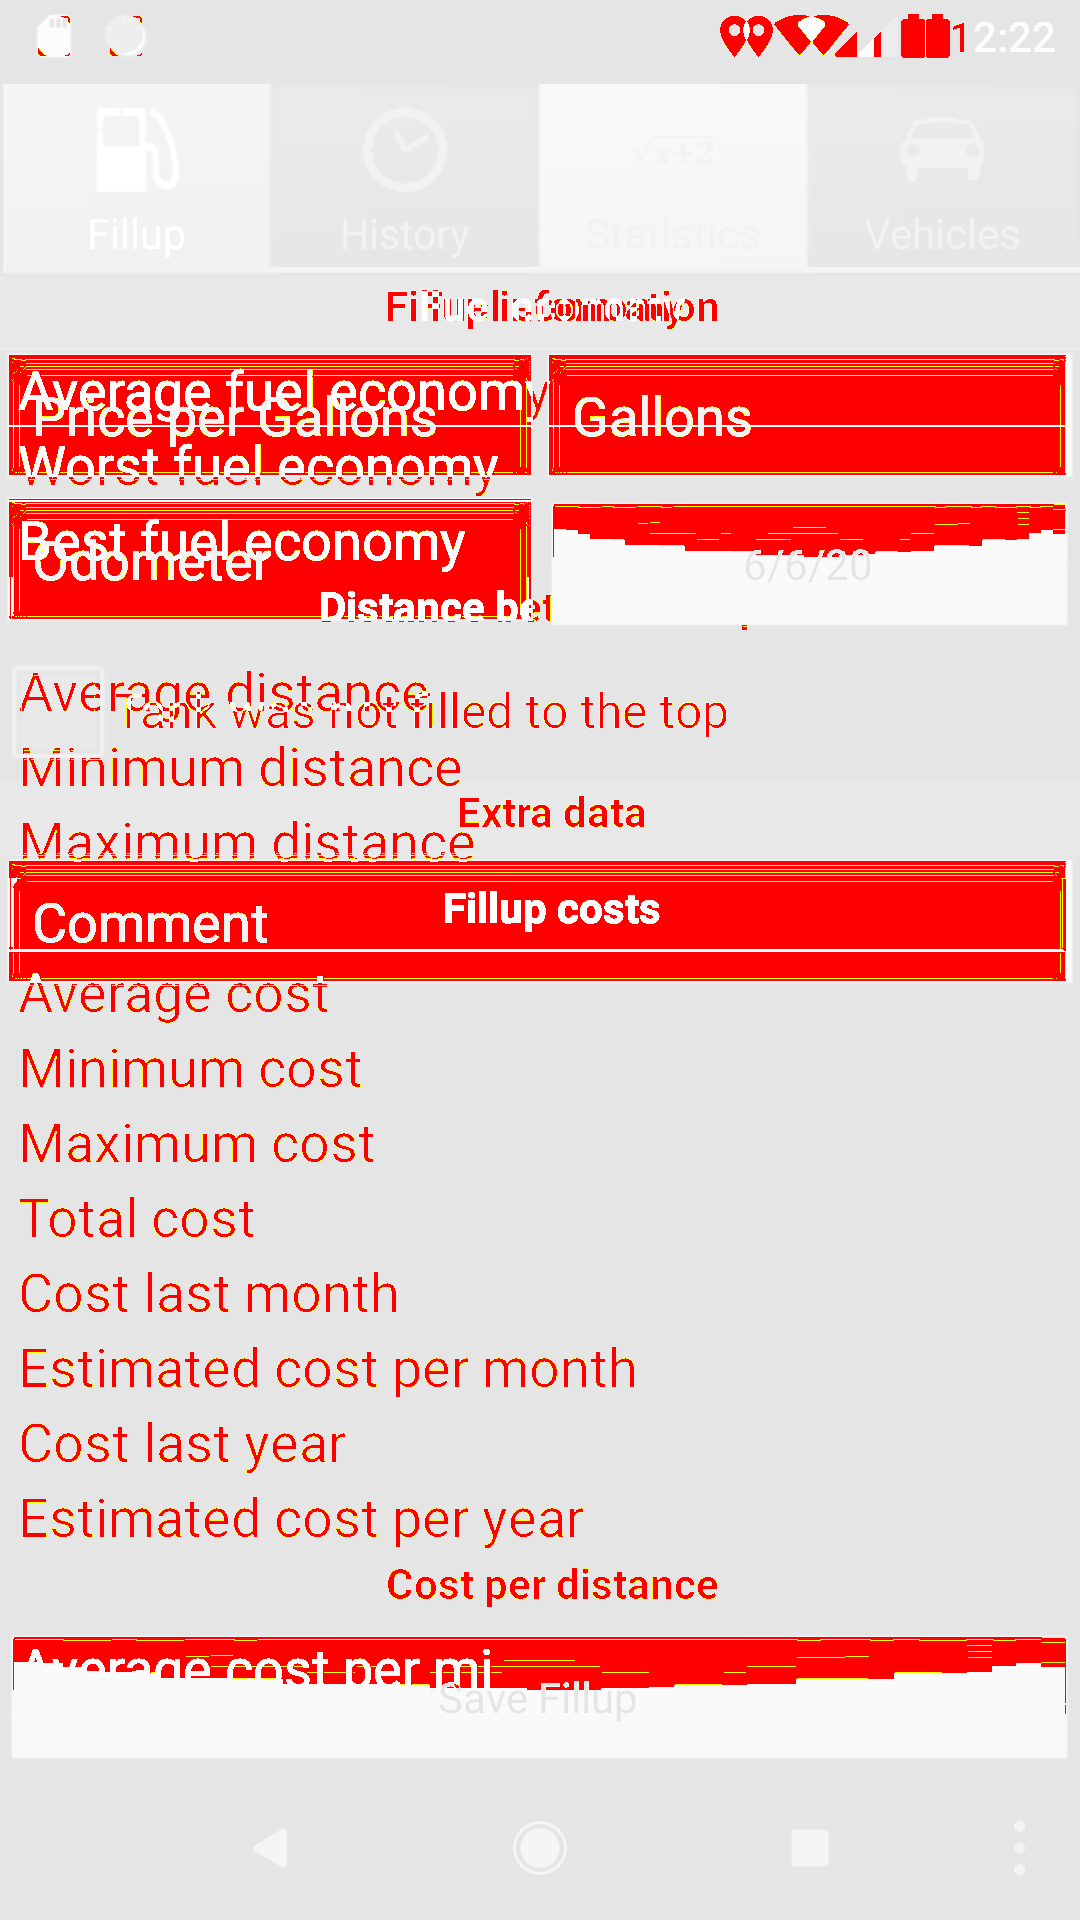 12:22
Fillup History √x+2 Statistics Vehicles
Fillup information
Fuel economy
Average fuel economy
Price per Gallons
Gallons
Worst fuel economy
Best fuel economy
Odometer
6/6/20
Distance bet
Average distance
Tank was not filled to the top
Minimum distance
Extra data
Maximum distance
Fillup costs
Comment
Average cost
Minimum cost
Maximum cost
Total cost
Cost last month
Estimated cost per month
Cost last year
Estimated cost per year
Cost per distance
Average cost per mi
Save Fillup